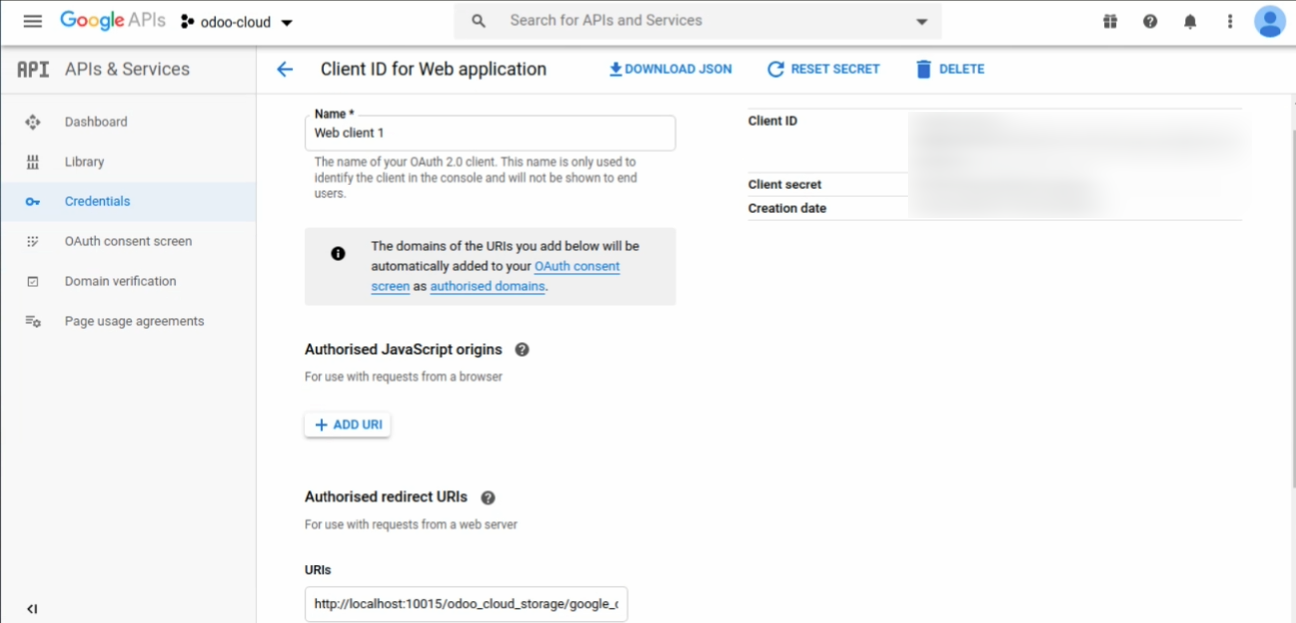 Google APIs odoo-cloud Search for APIs and Services
API APIs & Services
Client ID for Web application DOWNLOAD JSON RESET SECRET DELETE
Dashboard
Library
Credentials
OAuth consent screen
Domain verification
Page usage agreements
Name *
Web client 1
The name of your OAuth 2.0 client. This name is only used to
identify the client in the console and will not be shown to end
users.
The domains of the URIs you add below will be
automatically added to your OAuth consent
screen as authorised domains.
Authorised JavaScript origins
For use with requests from a browser
+ ADD URI
Authorised redirect URIs
For use with requests from a web server
URIs
http://localhost:10015/odoo_cloud_storage/google_
Client ID
Client secret
Creation date